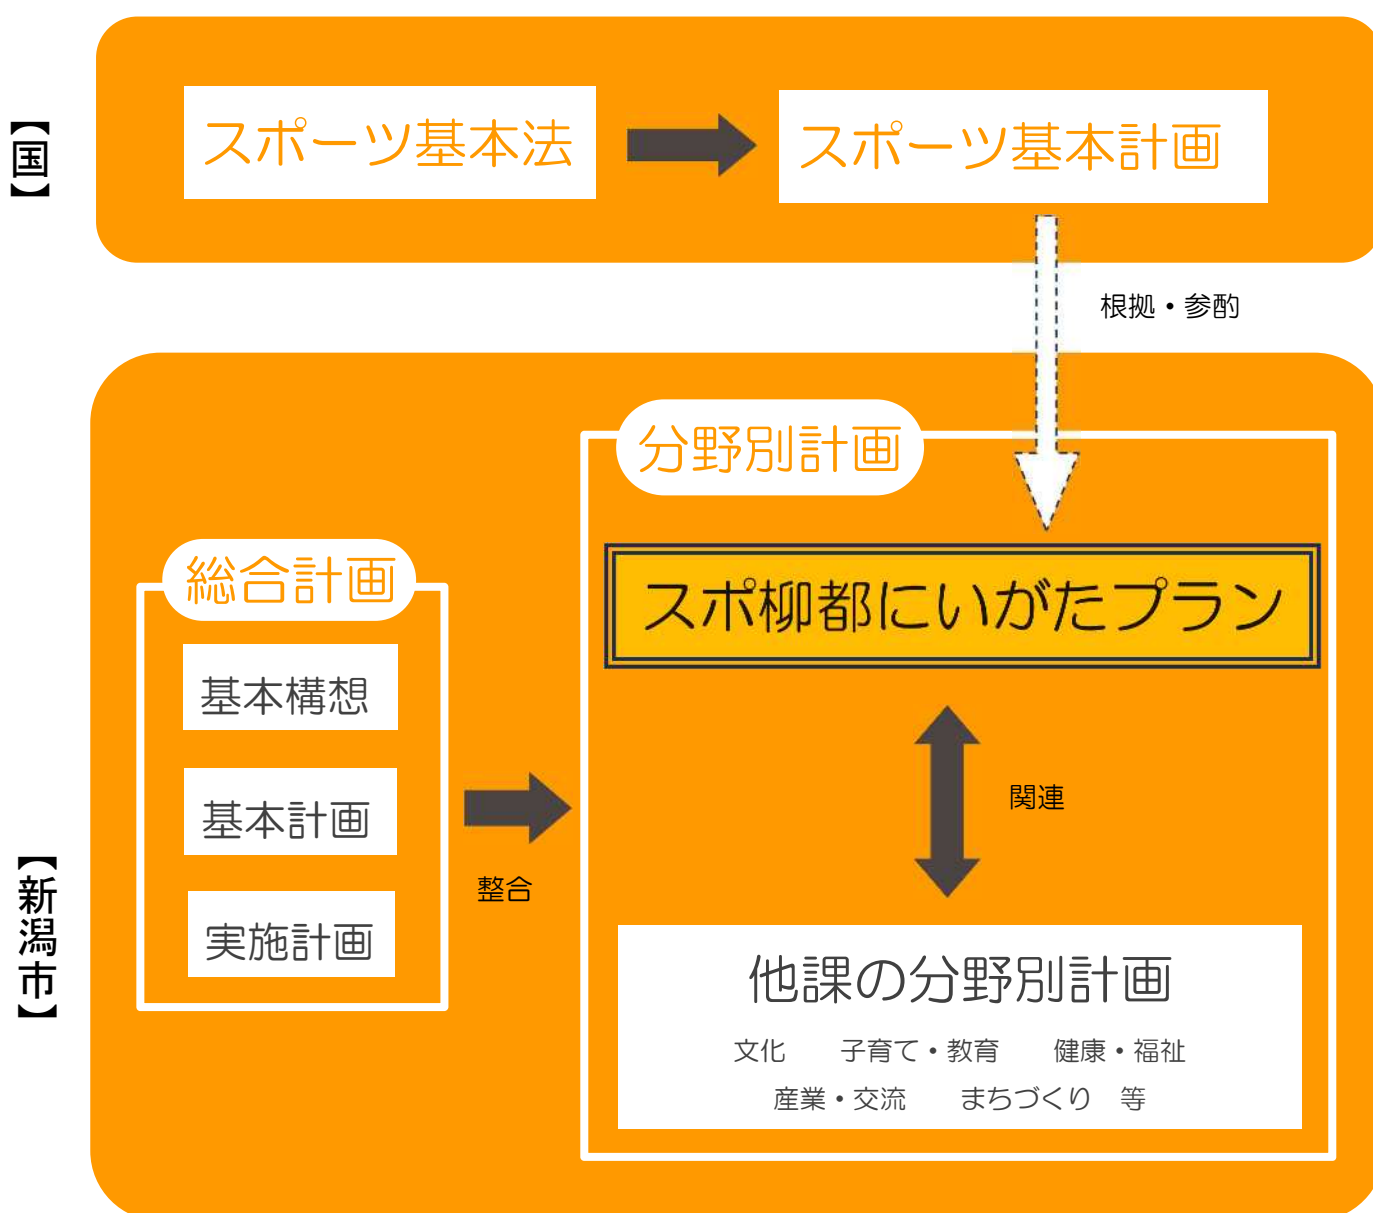 【国】
スポーツ基本法
スポーツ基本計画
根拠・参酌
【新潟市】
総合計画
基本構想
基本計画
実施計画
整合
分野別計画
スポ柳都にいがたプラン
関連
他課の分野別計画
文化 子育て・教育 健康・福祉
産業・交流 まちづくり 等